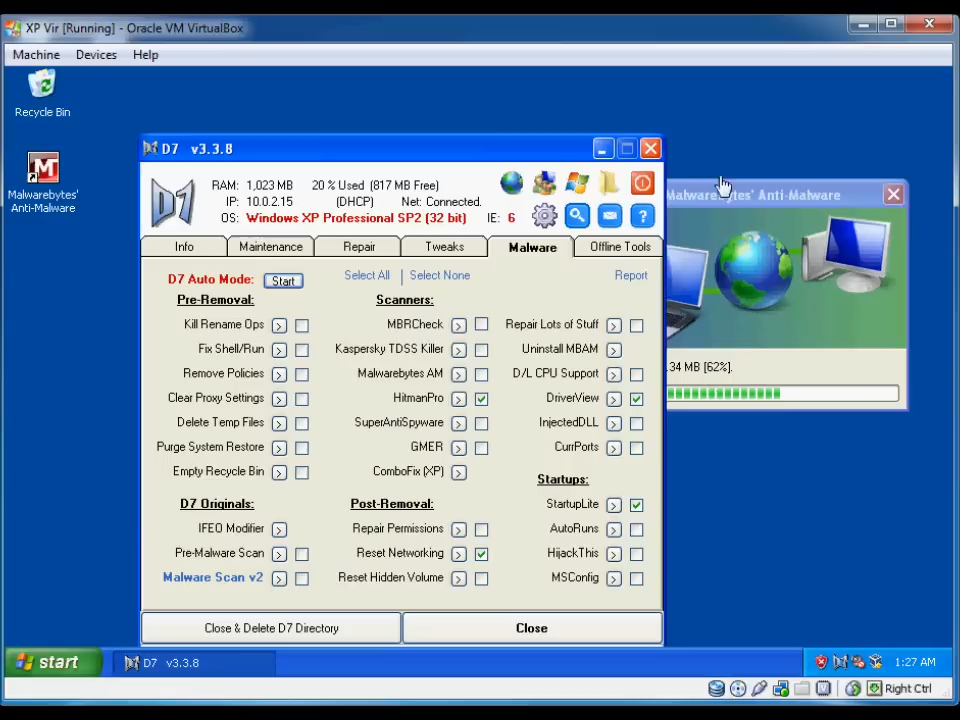 XP Vir [Running] - Oracle VM VirtualBox
Machine Devices Help
Recycle Bin
Malwarebytes' Anti-Malware
D7 v3.3.8
D7
RAM: 1,023 MB 20 % Used (817 MB Free)
IP: 10.0.2.15 (DHCP) Net: Connected.
OS: Windows XP Professional SP2 (32 bit) IE: 6
Info Maintenance Repair Tweaks Malware Offline Tools
D7 Auto Mode: Start Select All | Select None Report
Pre-Removal:
Kill Rename Ops
Fix Shell/Run
Remove Policies
Clear Proxy Settings
Delete Temp Files
Purge System Restore
Empty Recycle Bin
D7 Originals:
IFEO Modifier
Pre-Malware Scan
Malware Scan v2
Scanners:
MBRCheck
Kaspersky TDSS Killer
Malwarebytes AM
HitmanPro
SuperAntiSpyware
GMER
ComboFix (XP)
Post-Removal:
Repair Permissions
Reset Networking
Reset Hidden Volume
Repair Lots of Stuff
Uninstall MBAM
D/L CPU Support
DriverView
InjectedDLL
CurrPorts
Startups:
StartupLite
AutoRuns
HijackThis
MSConfig
Close & Delete D7 Directory
Close
Anti-Malware
.34 MB [62%].
start
D7 v3.3.8
1:27 AM
Right Ctrl